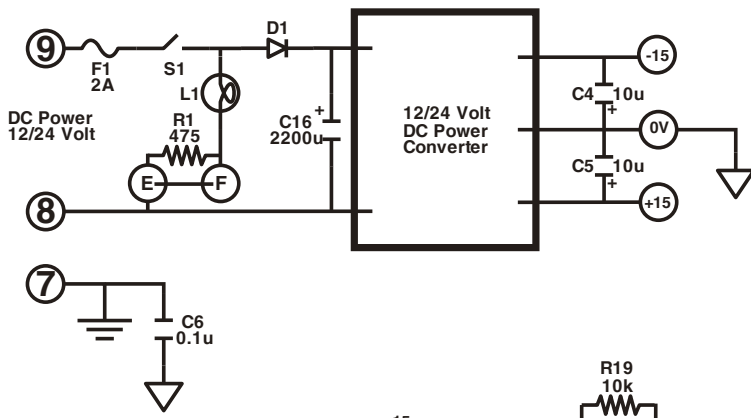 9
F1
2A
S1
D1
L1
DC Power
12/24 Volt
R1
475
C16
+
2200u
E
F
8
12/24 Volt
DC Power
Converter
-15
C4
10u
+
0V
C5
10u
+
+15
7
C6
0.1u
R19
10k